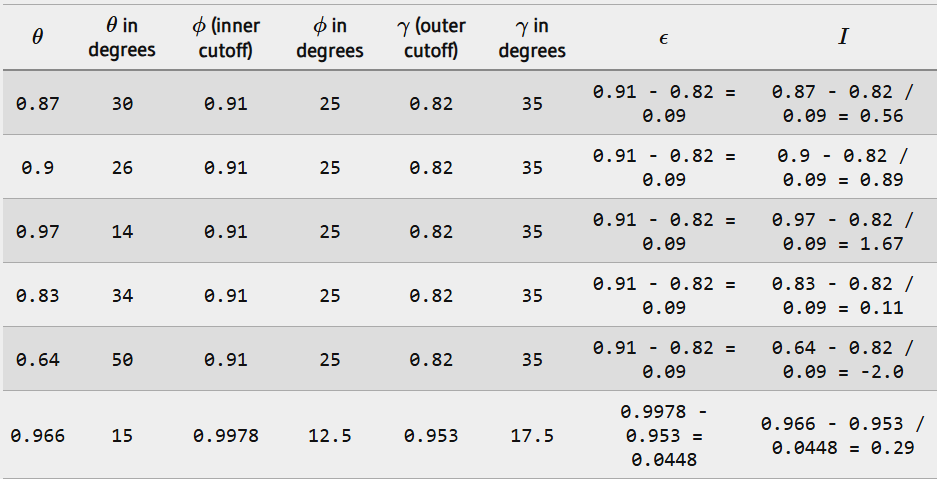 θ θ in degrees ϕ (inner cutoff) ϕ in degrees γ (outer cutoff) γ in degrees ϵ I
0.87 30 0.91 25 0.82 35 0.91 - 0.82 = 0.09 0.87 - 0.82 / 0.09 = 0.56
0.9 26 0.91 25 0.82 35 0.91 - 0.82 = 0.09 0.9 - 0.82 / 0.09 = 0.89
0.97 14 0.91 25 0.82 35 0.91 - 0.82 = 0.09 0.97 - 0.82 / 0.09 = 1.67
0.83 34 0.91 25 0.82 35 0.91 - 0.82 = 0.09 0.83 - 0.82 / 0.09 = 0.11
0.64 50 0.91 25 0.82 35 0.91 - 0.82 = 0.09 0.64 - 0.82 / 0.09 = -2.0
0.966 15 0.9978 12.5 0.953 17.5 0.9978 - 0.953 = 0.0448 0.966 - 0.953 / 0.0448 = 0.29